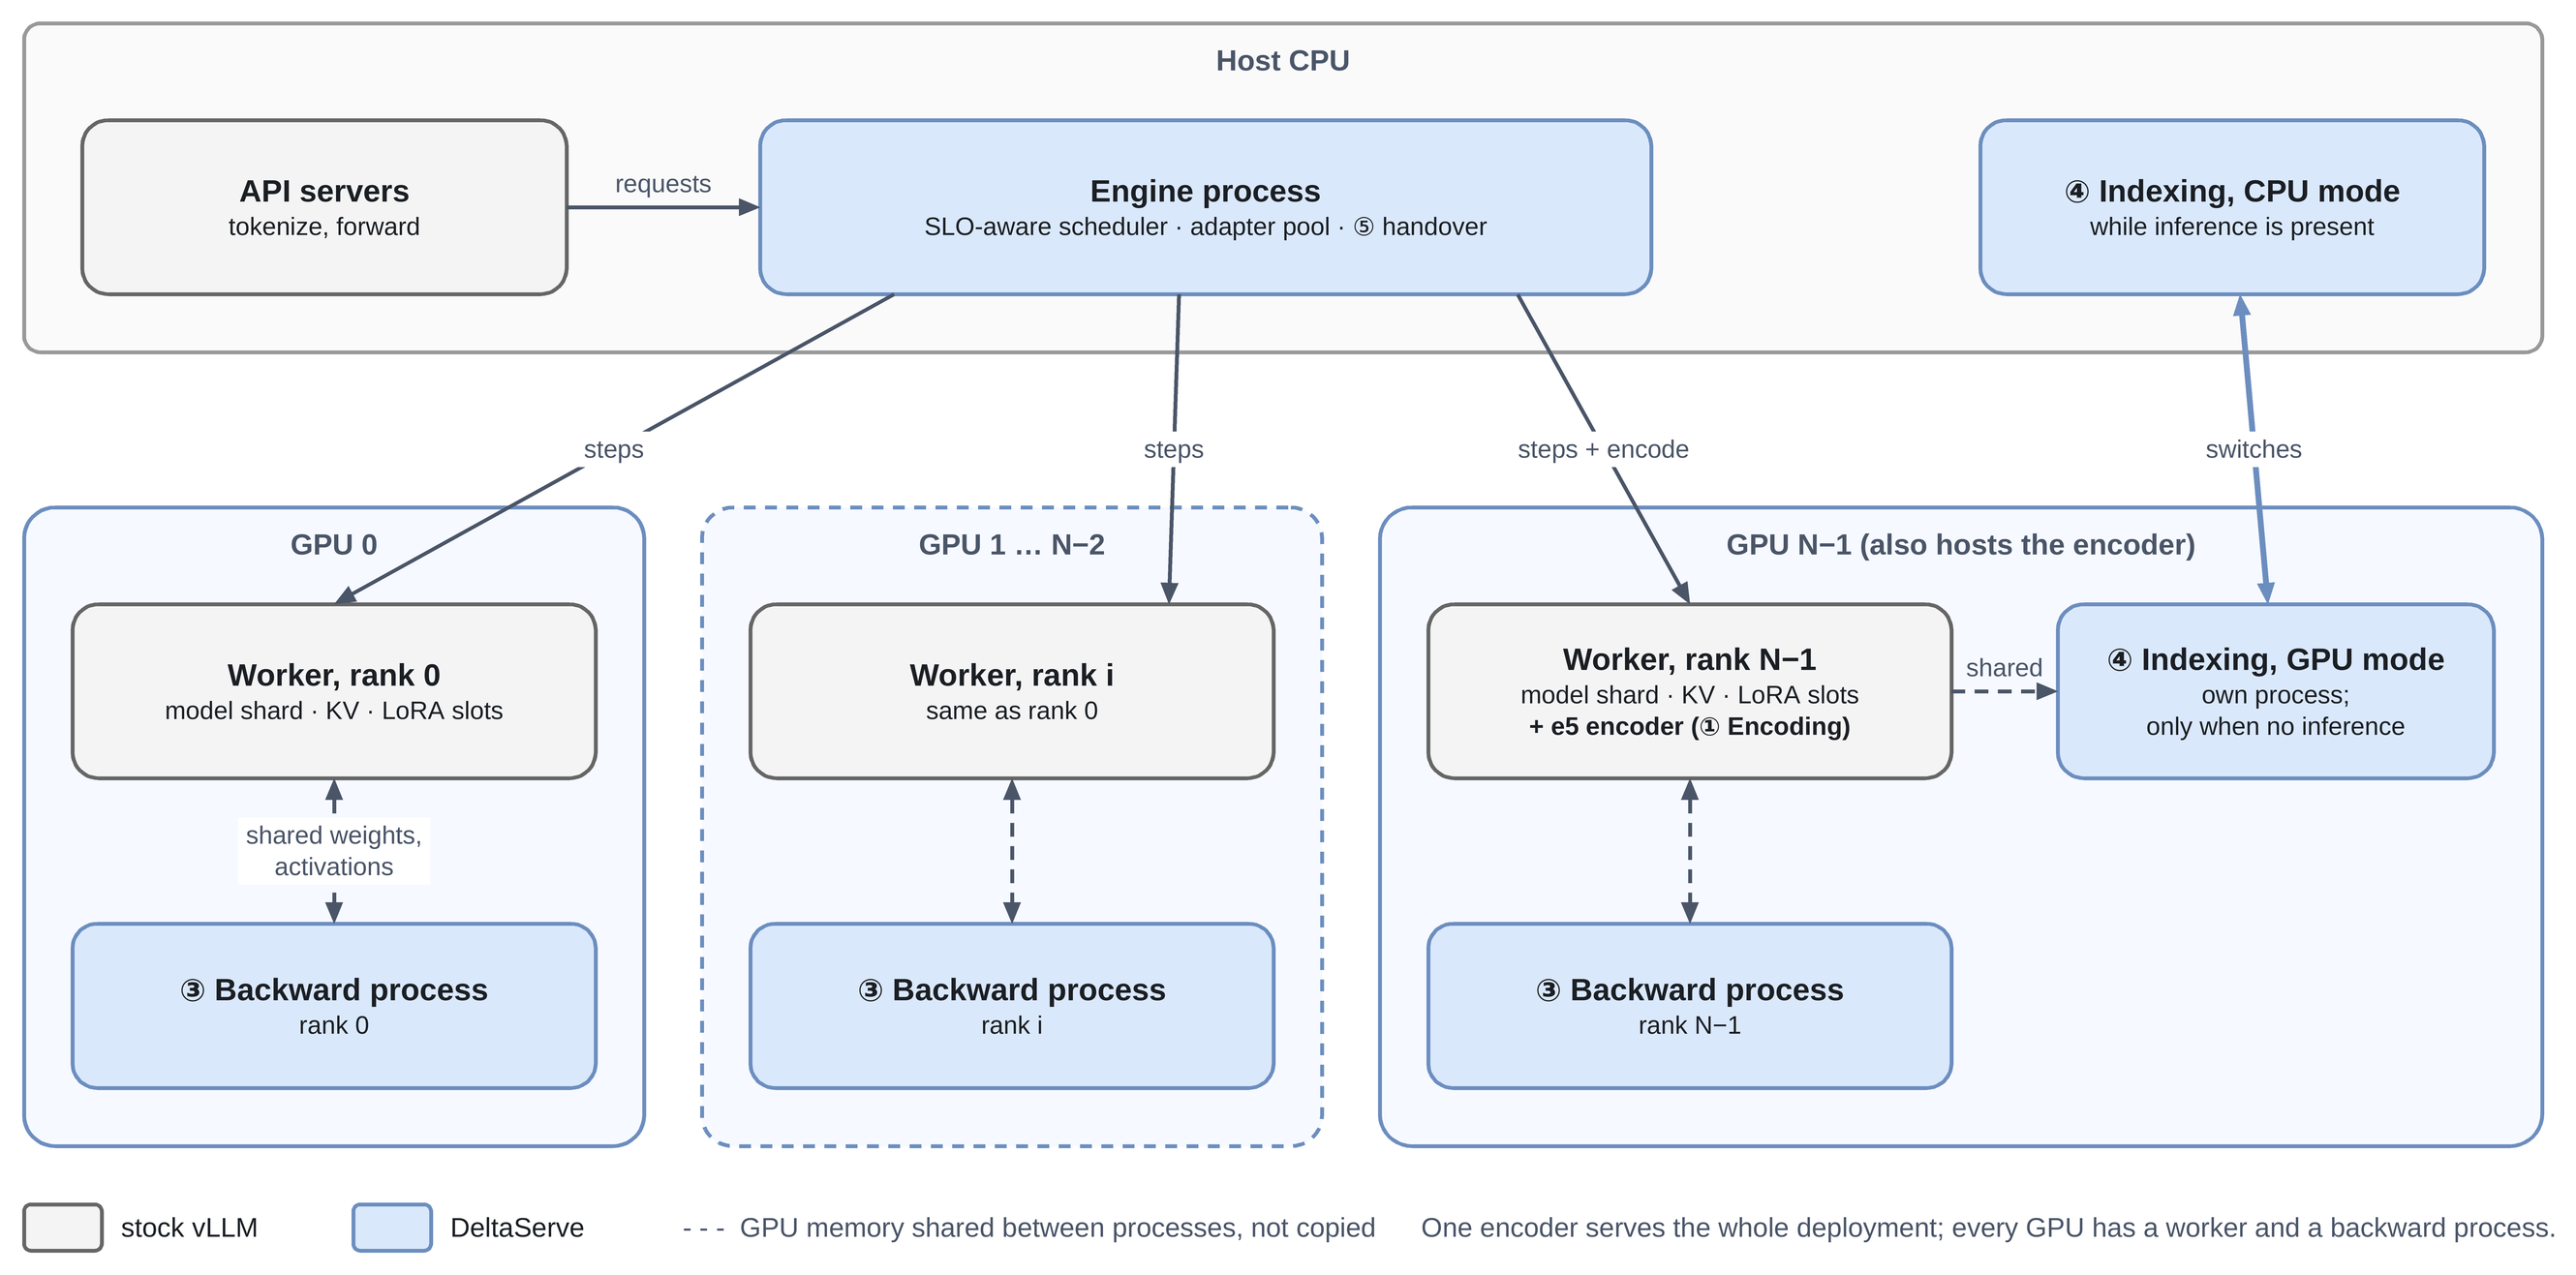 Host CPU
API servers
tokenize, forward
requests
Engine process
SLO-aware scheduler · adapter pool · ⑤ handover
④ Indexing, CPU mode
while inference is present
steps
steps
steps + encode
switches
GPU 0
Worker, rank 0
model shard · KV · LoRA slots
shared weights,
activations
③ Backward process
rank 0
GPU 1 … N−2
Worker, rank i
same as rank 0
③ Backward process
rank i
GPU N−1 (also hosts the encoder)
Worker, rank N−1
model shard · KV · LoRA slots
+ e5 encoder (① Encoding)
shared
④ Indexing, GPU mode
own process;
only when no inference
③ Backward process
rank N−1
stock vLLM
DeltaServe
- - - GPU memory shared between processes, not copied
One encoder serves the whole deployment; every GPU has a worker and a backward process.